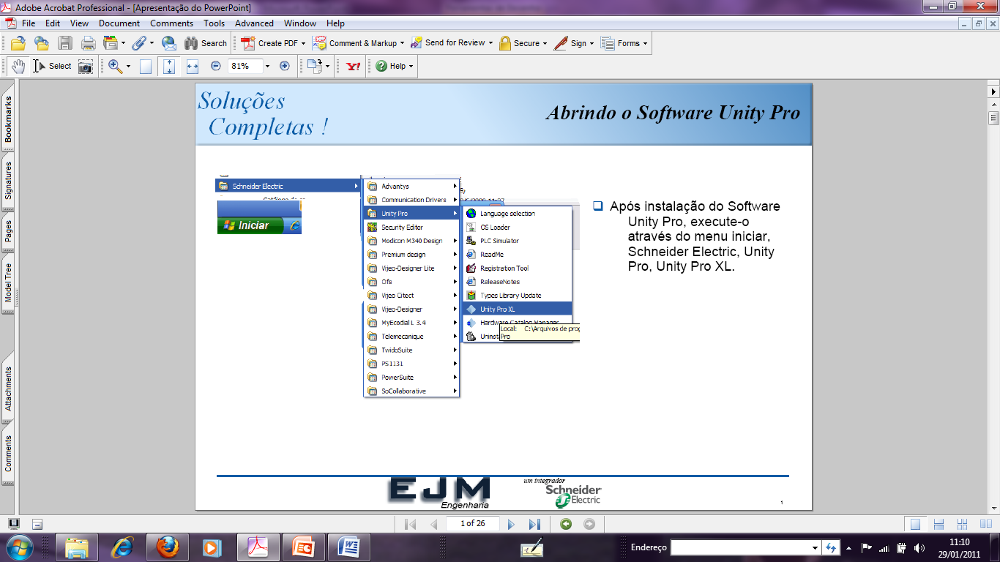 Adobe Acrobat Professional - [Apresentação do PowerPoint]
File Edit View Document Comments Tools Advanced Window Help
Search Create PDF Comment & Markup Send for Review Secure Sign Forms
Select 81% Y! Help
Bookmarks
Signatures
Pages
Model Tree
Attachments
Comments
Soluções
Completas !
Abrindo o Software Unity Pro
Schneider Electric
Iniciar
Advantys
Communication Drivers
Unity Pro
Security Editor
Modicon M340 Design
Premium design
Vijeo-Designer Lite
Ofs
Vijeo Citect
Vijeo-Designer
MyEcodial L 3.4
Telemecanique
TwidoSuite
PS1131
PowerSuite
SoCollaborative
Language selection
OS Loader
PLC Simulator
ReadMe
Registration Tool
ReleaseNotes
Types Library Update
Unity Pro XL
Hardware Catalog Manager
Uninsta
Local: C:\Arquivos de prog
Pro
Após instalação do Software
Unity Pro, execute-o
através do menu iniciar,
Schneider Electric, Unity
Pro, Unity Pro XL.
EJM
Engenharia
um integrador
Schneider
Electric
1
1 of 26
Endereço
11:10
29/01/2011